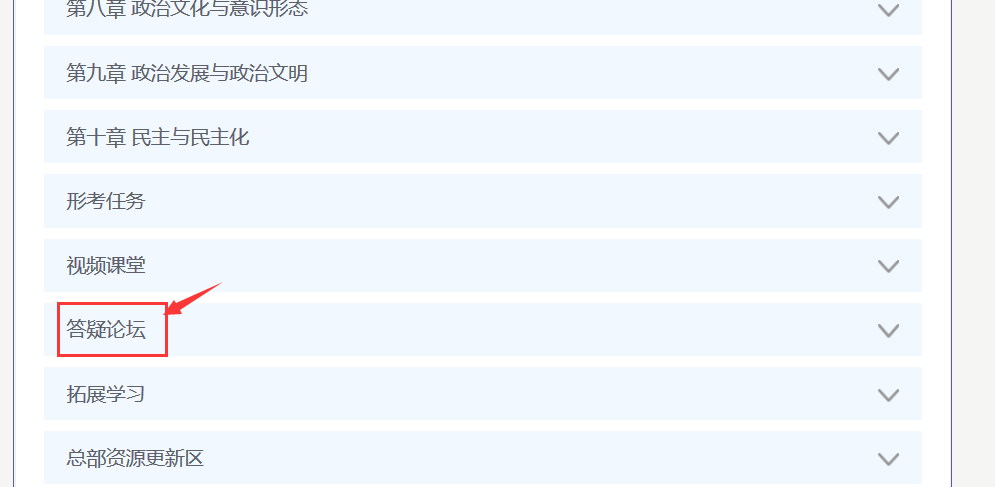 第八章 政治文化与意识形态
第九章 政治发展与政治文明
第十章 民主与民主化
形考任务
视频课堂
答疑论坛
拓展学习
总部资源更新区